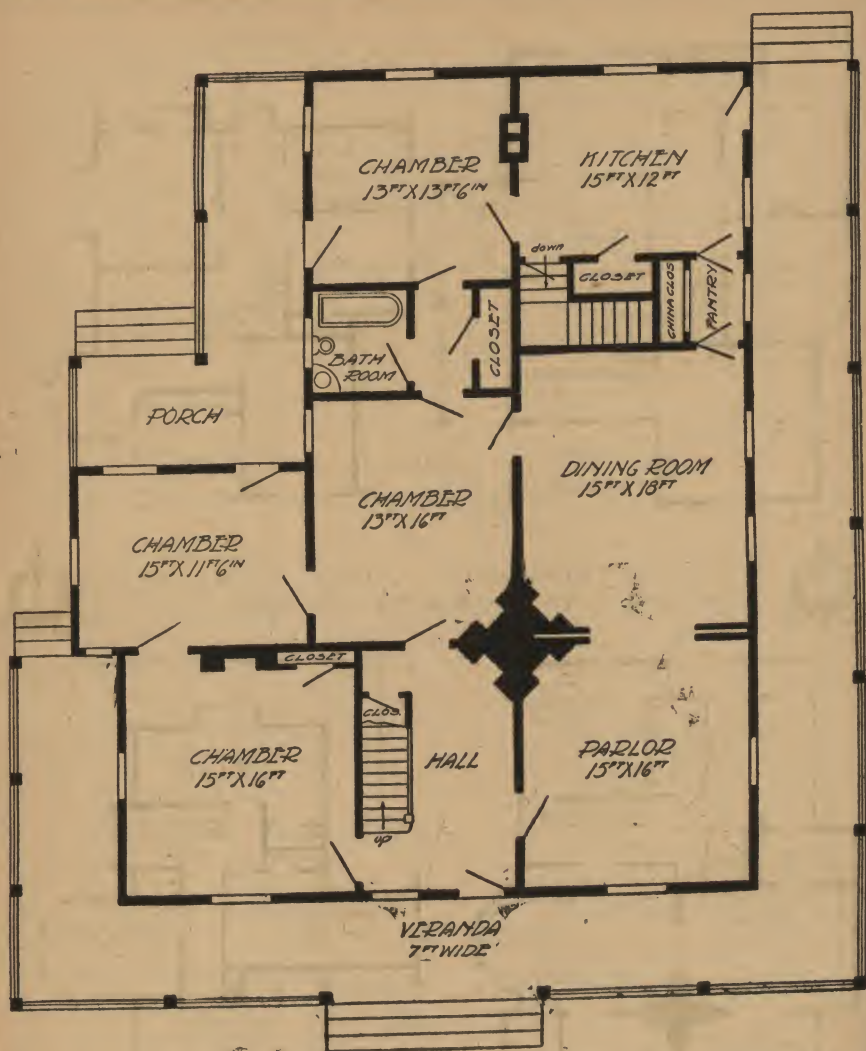 CHAMBER
13FT X 13FT 6IN
KITCHEN
15FT X 12FT
down
CLOSET
CHINA CLOS
PANTRY
CLOSET
BATH
ROOM
PORCH
DINING ROOM
15FT X 18FT
CHAMBER
13FT X 16FT
CHAMBER
15FT X 11FT 6IN
CLOSET
CLOS.
CHAMBER
15FT X 16FT
HALL
PARLOR
15FT X 16FT
up
VERANDA
7FT WIDE